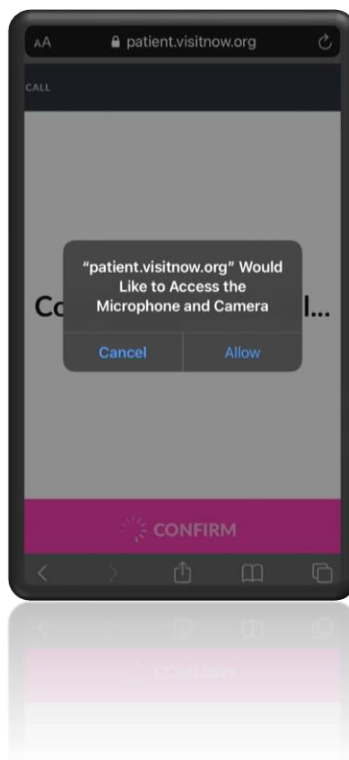 AA patient.visitnow.org
CALL
"patient.visitnow.org" Would
Like to Access the
Microphone and Camera
Co l...
Cancel Allow
CONFIRM